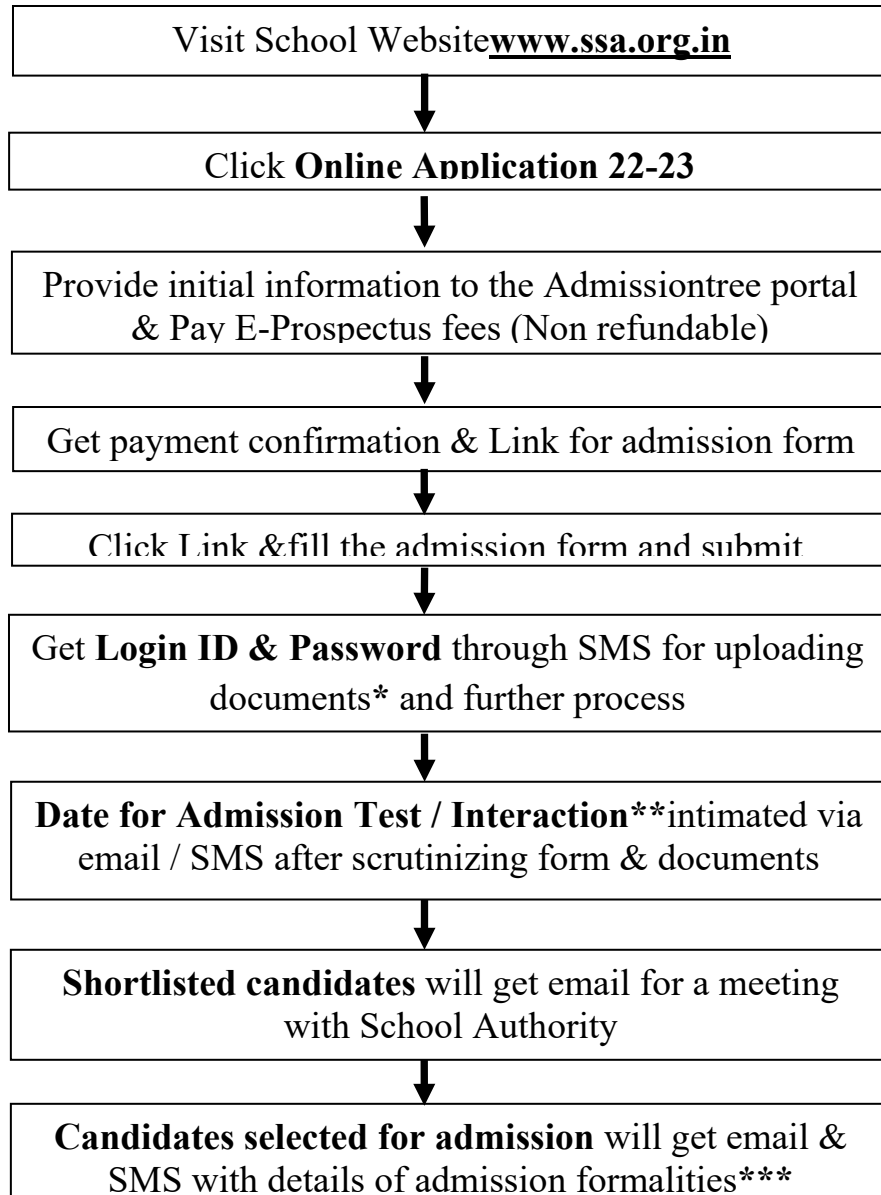 Visit School Websitewww.ssa.org.in
Click Online Application 22-23
Provide initial information to the Admissiontree portal
& Pay E-Prospectus fees (Non refundable)
Get payment confirmation & Link for admission form
Click Link &fill the admission form and submit
Get Login ID & Password through SMS for uploading
documents* and further process
Date for Admission Test / Interaction**intimated via
email / SMS after scrutinizing form & documents
Shortlisted candidates will get email for a meeting
with School Authority
Candidates selected for admission will get email &
SMS with details of admission formalities***